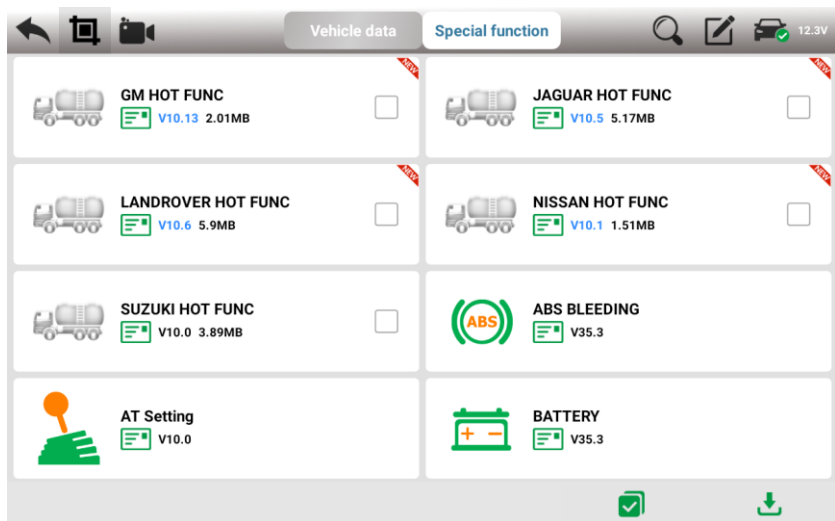 Vehicle data Special function 12.3V
NEW NEW
GM HOT FUNC
V10.13 2.01MB
JAGUAR HOT FUNC
V10.5 5.17MB
NEW NEW
LANDROVER HOT FUNC
V10.6 5.9MB
NISSAN HOT FUNC
V10.1 1.51MB
SUZUKI HOT FUNC
V10.0 3.89MB
ABS
ABS BLEEDING
V35.3
AT Setting
V10.0
BATTERY
V35.3